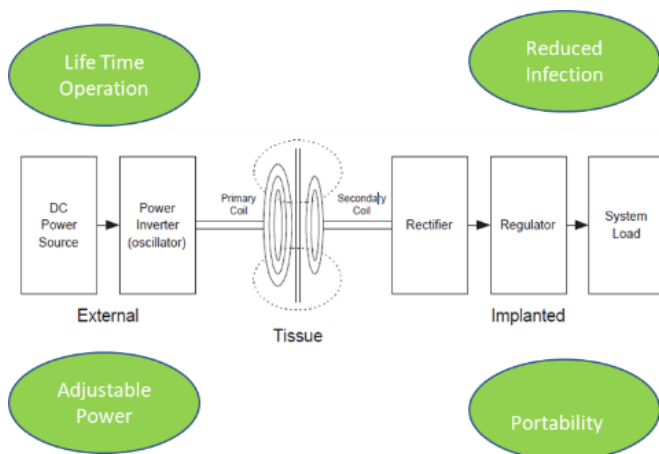 Life Time
Operation
Reduced
Infection
DC
Power
Source
Power
Inverter
(oscillator)
Primary
Coil
Secondary
Coil
Rectifier
Regulator
System
Load
External
Tissue
Implanted
Adjustable
Power
Portability